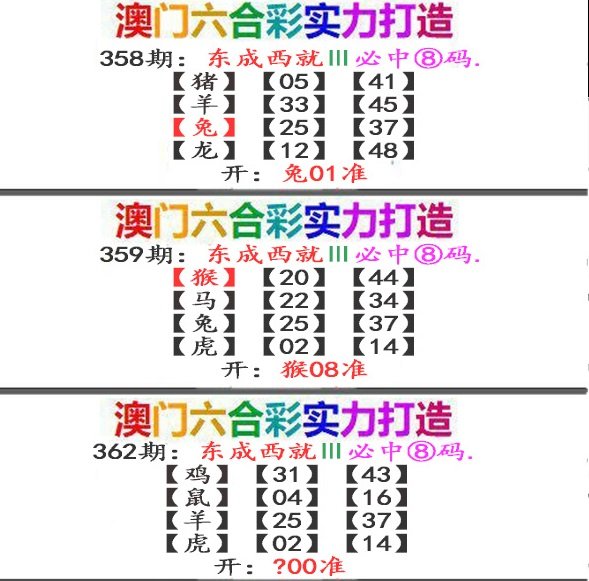 澳门六合彩实力打造
358期：东成西就III必中⑧码.
【猪】【05】【41】
【羊】【33】【45】
【兔】【25】【37】
【龙】【12】【48】
开：兔01准
澳门六合彩实力打造
359期：东成西就III必中⑧码.
【猴】【20】【44】
【马】【22】【34】
【兔】【25】【37】
【虎】【02】【14】
开：猴08准
澳门六合彩实力打造
362期：东成西就III必中⑧码.
【鸡】【31】【43】
【鼠】【04】【16】
【羊】【25】【37】
【虎】【02】【14】
开：?00准